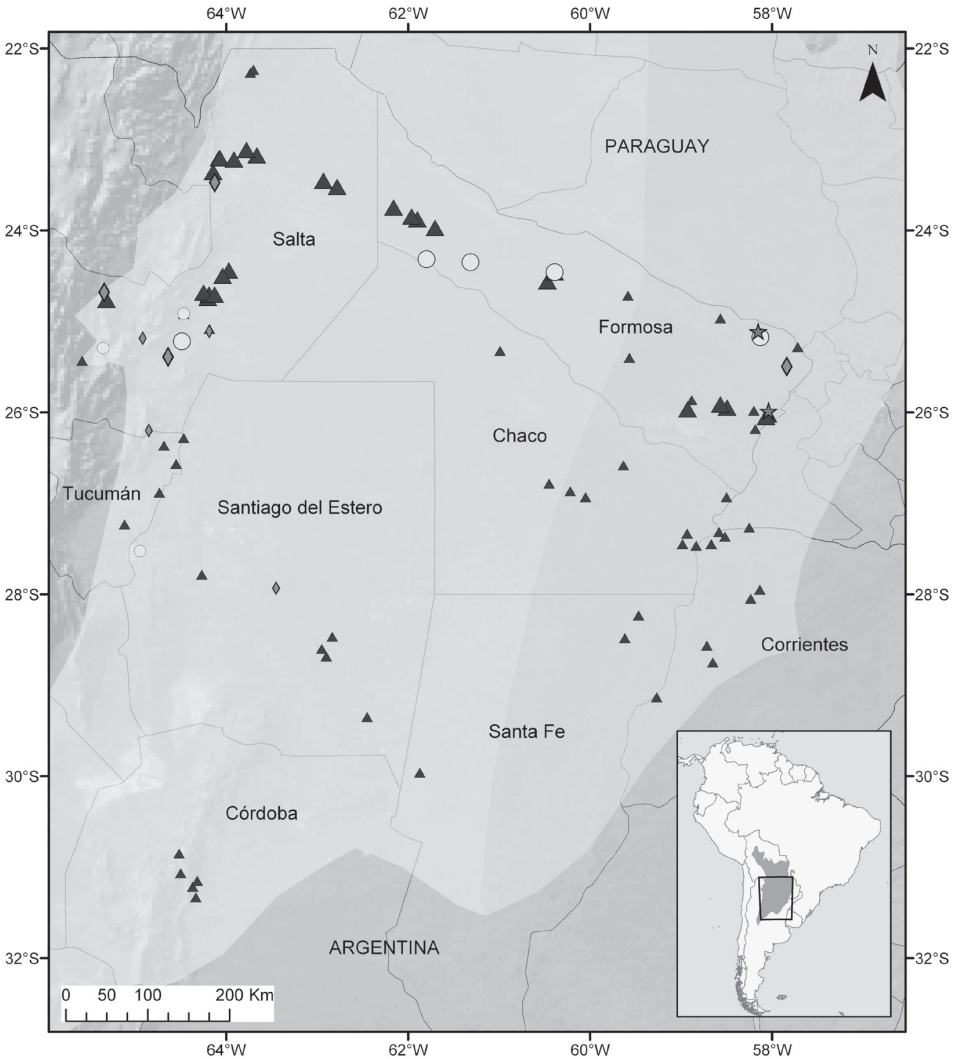 64°W 62°W 60°W 58°W
22°S 22°S
N
PARAGUAY
24°S 24°S
Salta
Formosa
26°S 26°S
Chaco
Tucumán
Santiago del Estero
28°S 28°S
Corrientes
Santa Fe
30°S 30°S
Córdoba
ARGENTINA
32°S 32°S
0 50 100 200 Km
64°W 62°W 60°W 58°W